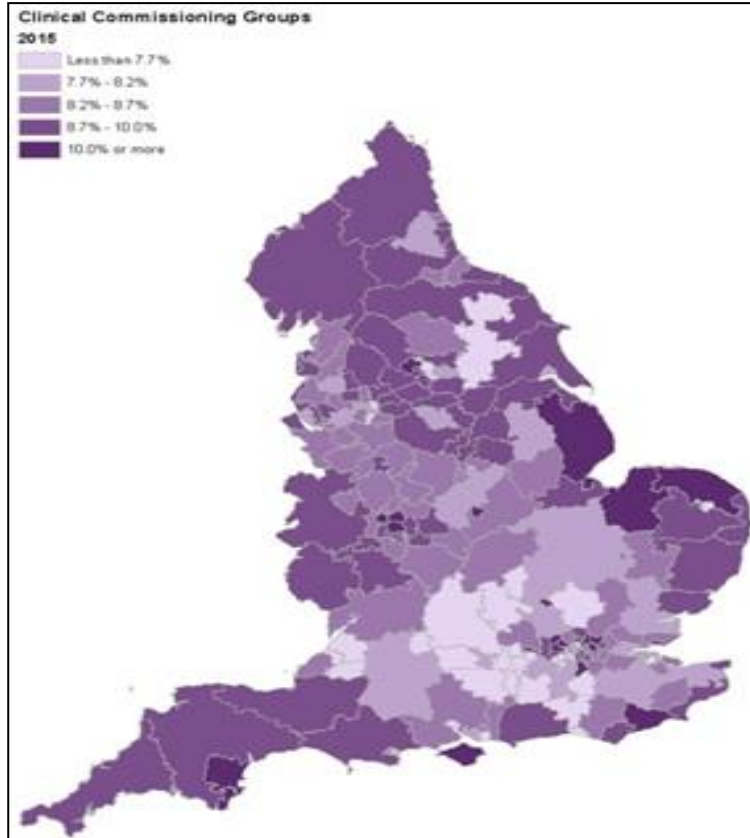 Clinical Commissioning Groups
2015
Less than 7.7%
7.7% - 8.2%
8.2% - 8.7%
8.7% - 10.0%
10.0% or more